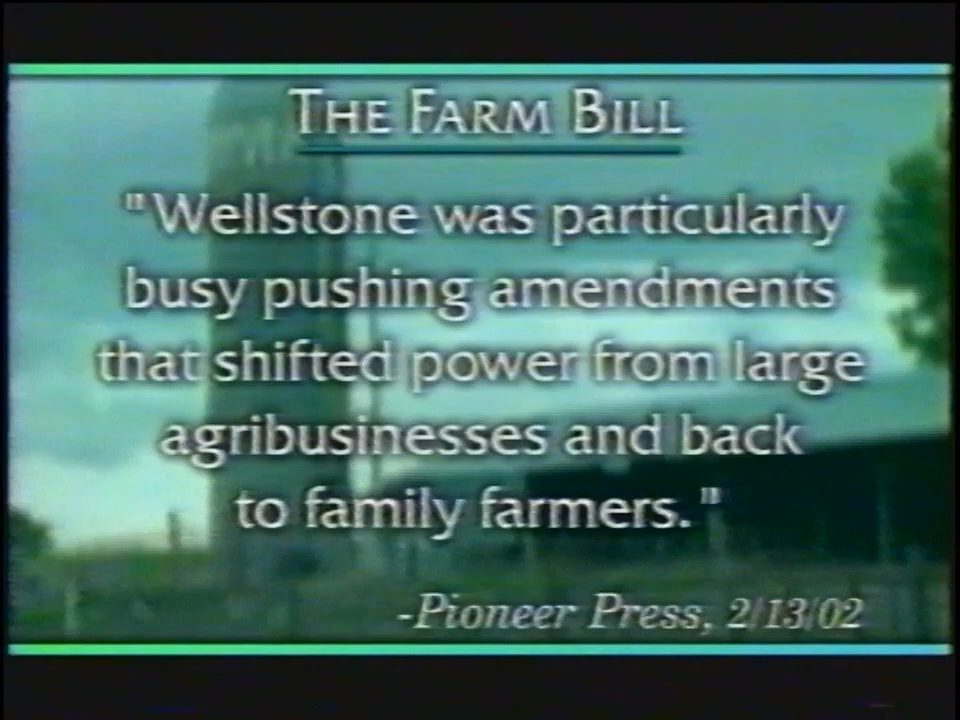 THE FARM BILL
"Wellstone was particularly
busy pushing amendments
that shifted power from large
agribusinesses and back
to family farmers."
-Pioneer Press, 2/13/02